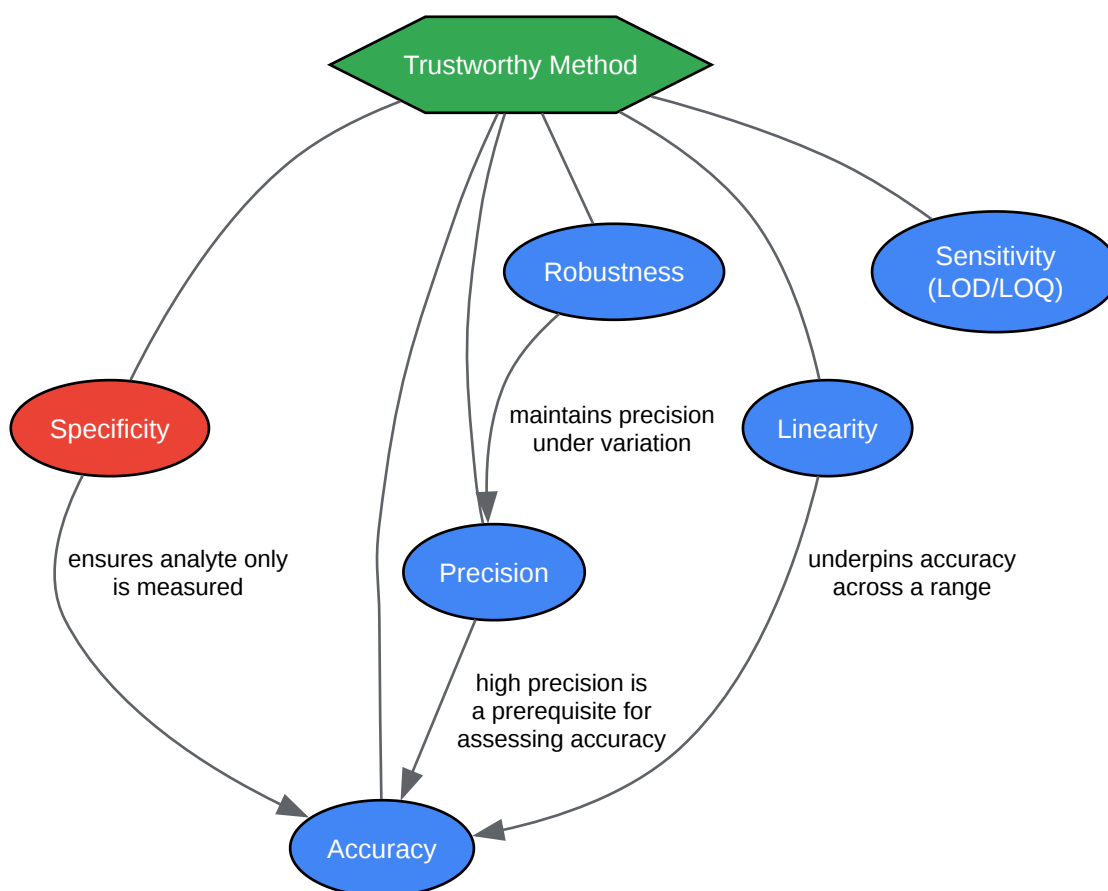 Trustworthy Method
Robustness
Sensitivity
(LOD/LOQ)
Specificity
maintains precision
under variation
Linearity
ensures analyte only
is measured
Precision
underpins accuracy
across a range
high precision is
a prerequisite for
assessing accuracy
Accuracy